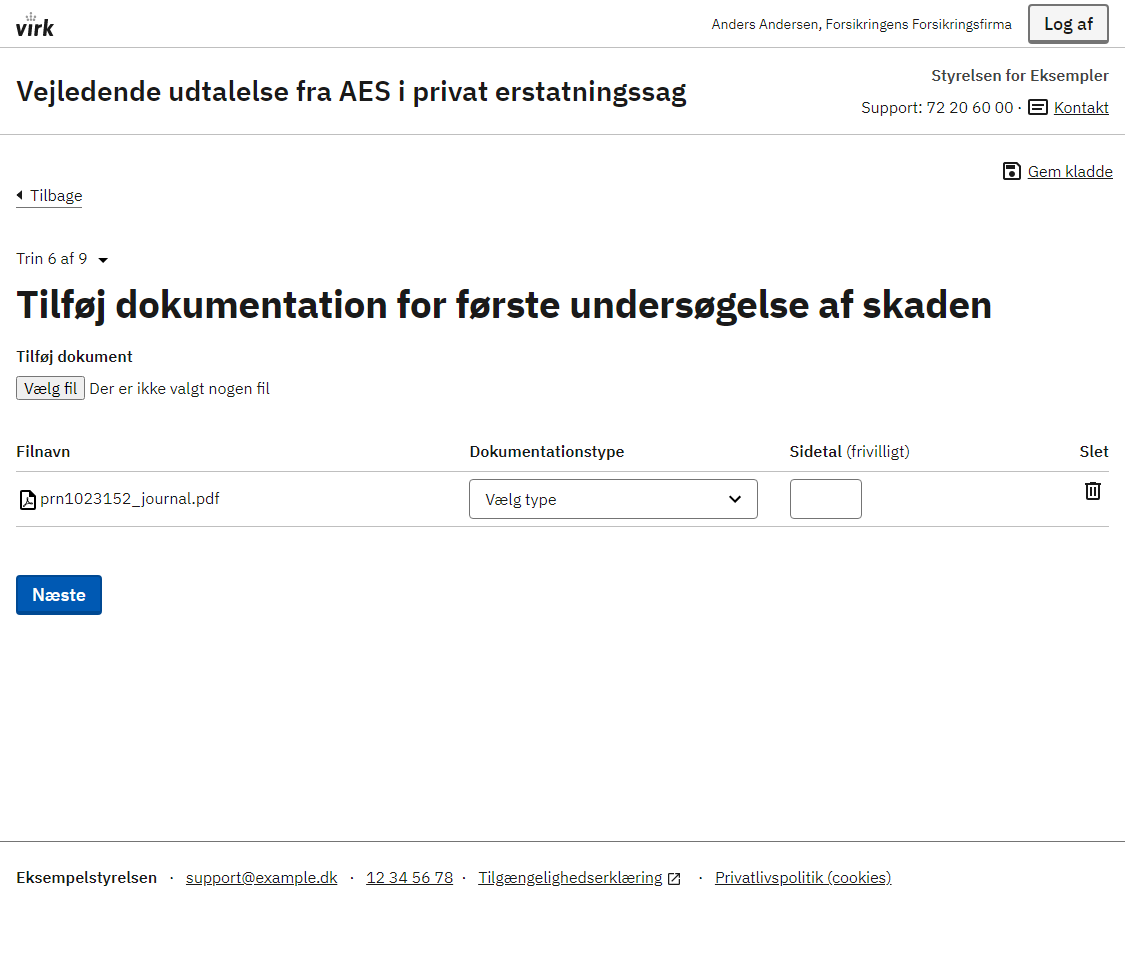 virk
Anders Andersen, Forsikringens Forsikringsfirma
Log af
Vejledende udtalelse fra AES i privat erstatningssag
Styrelsen for Eksempler
Support: 72 20 60 00 · Kontakt
Gem kladde
Tilbage
Trin 6 af 9
Tilføj dokumentation for første undersøgelse af skaden
Tilføj dokument
Vælg fil Der er ikke valgt nogen fil
Filnavn Dokumentationstype Sidetal (frivilligt) Slet
prn1023152_journal.pdf Vælg type
Næste
Eksempelstyrelsen · support@example.dk · 12 34 56 78 · Tilgængelighedserklæring · Privatlivspolitik (cookies)